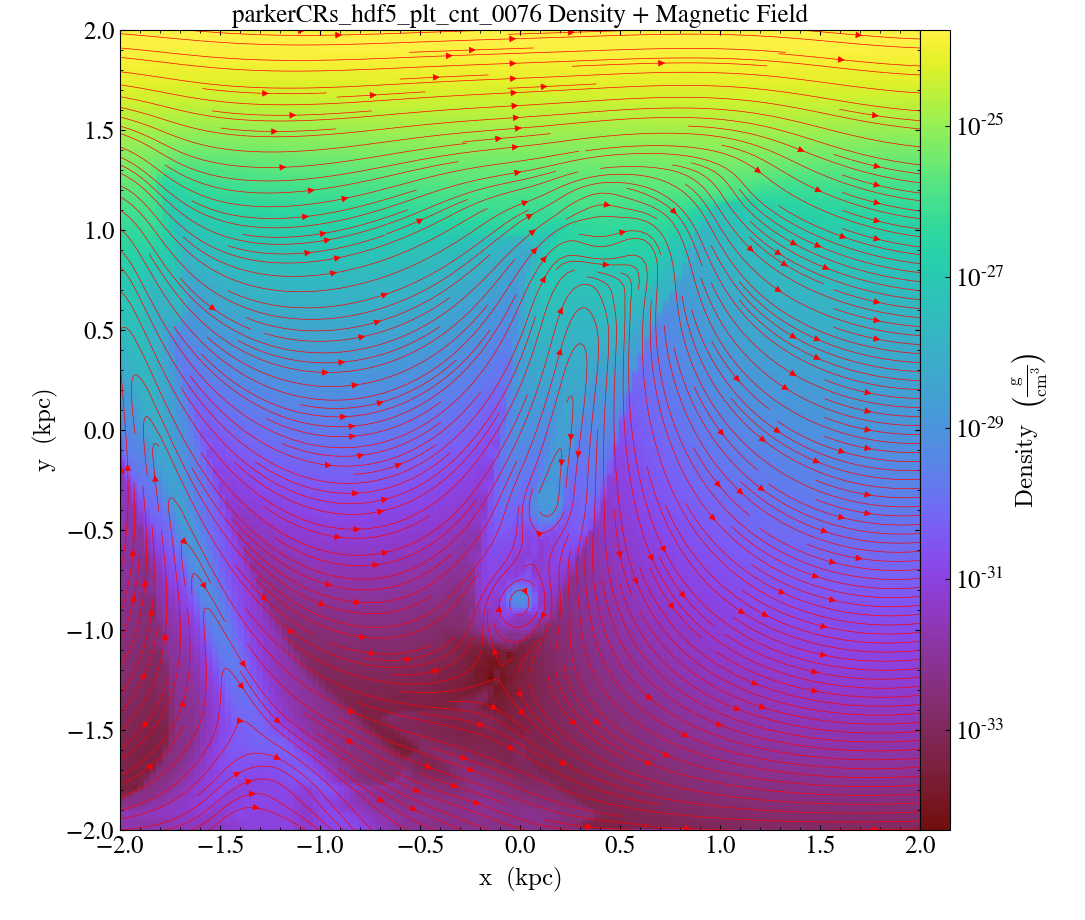 parkerCRs_hdf5_plt_cnt_0076 Density + Magnetic Field
2.0
1.5
1.0
0.5
0.0
−0.5
−1.0
−1.5
−2.0
y (kpc)
−2.0 −1.5 −1.0 −0.5 0.0 0.5 1.0 1.5 2.0
x (kpc)
10^-25
10^-27
10^-29
10^-31
10^-33
Density (g/cm^3)